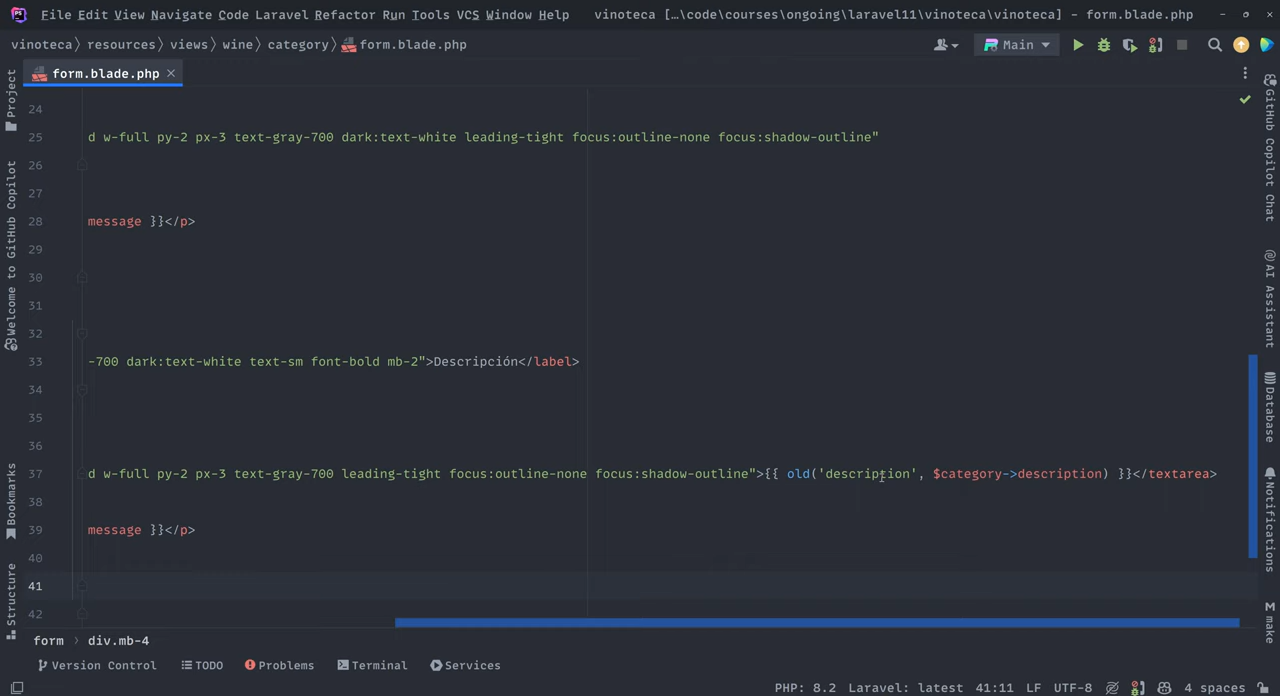 PS File Edit View Navigate Code Laravel Refactor Run Tools VCS Window Help vinoteca […\code\courses\ongoing\laravel11\vinoteca\vinoteca] - form.blade.php
vinoteca resources views wine category form.blade.php Main
form.blade.php
Project
Welcome to GitHub Copilot
Bookmarks
Structure
24
25 d w-full py-2 px-3 text-gray-700 dark:text-white leading-tight focus:outline-none focus:shadow-outline"
26
27
28 message }}</p>
29
30
31
32
33 -700 dark:text-white text-sm font-bold mb-2">Descripción</label>
34
35
36
37 d w-full py-2 px-3 text-gray-700 leading-tight focus:outline-none focus:shadow-outline">{{ old('description', $category->description) }}</textarea>
38
39 message }}</p>
40
41
42
GitHub Copilot Chat
AI Assistant
Database
Notifications
M make
form › div.mb-4
Version Control TODO Problems Terminal Services
PHP: 8.2 Laravel: latest 41:11 LF UTF-8 4 spaces